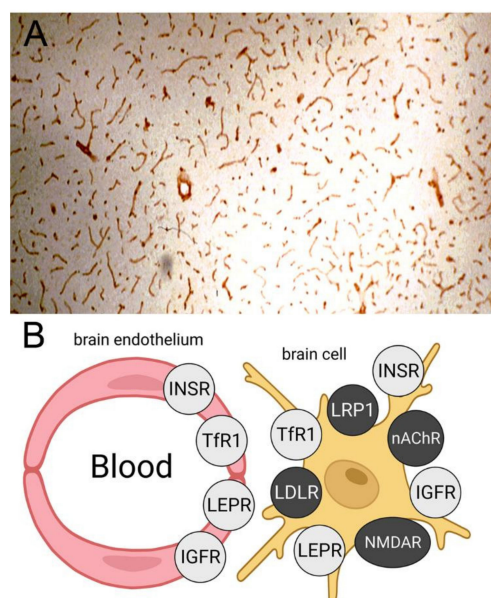 A
B
brain endothelium
brain cell
INSR
INSR
LRP1
TfR1
TfR1
nAChR
Blood
LDLR
IGFR
LEPR
LEPR
NMDAR
IGFR